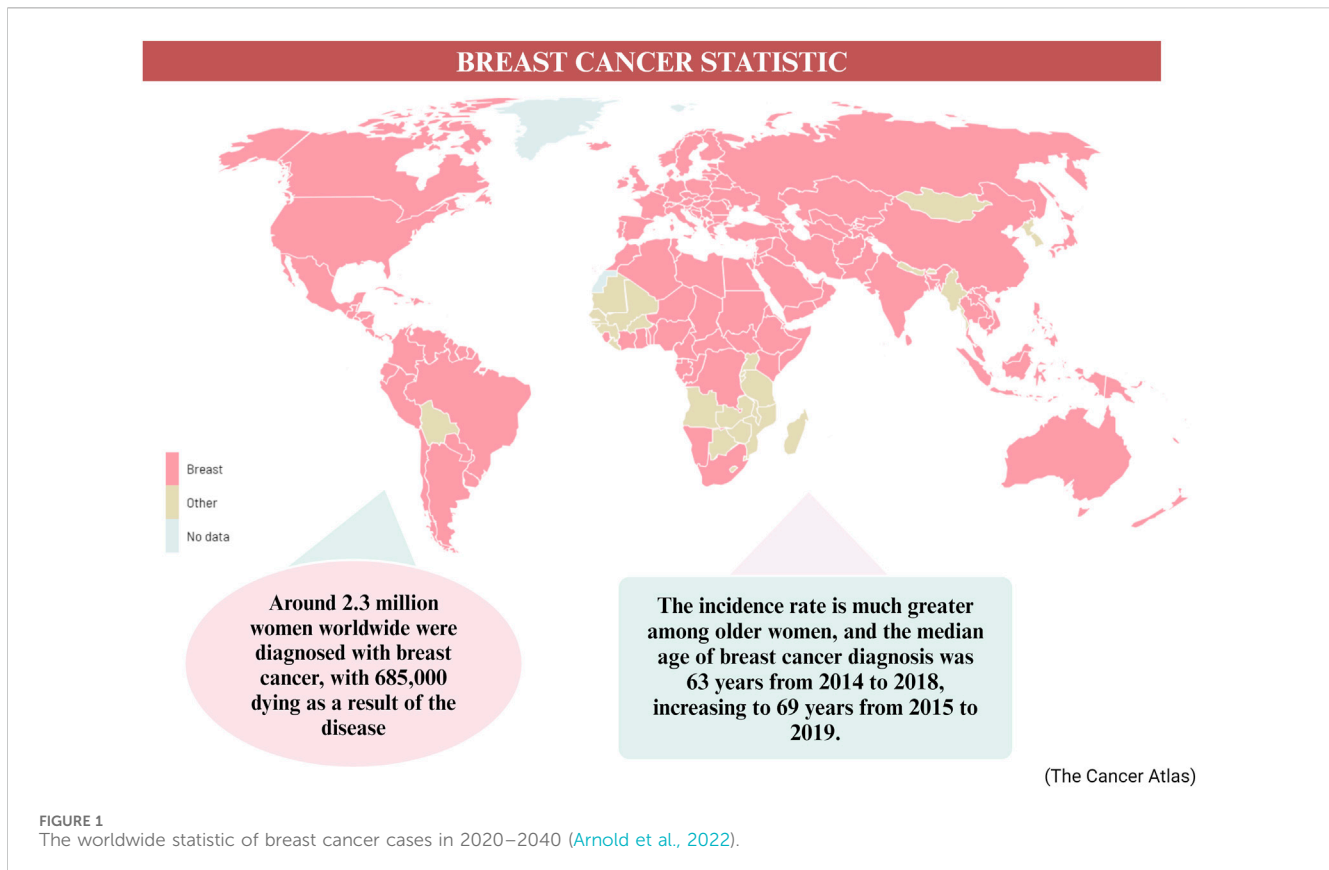 BREAST CANCER STATISTIC
Breast
Other
No data
Around 2.3 million
women worldwide were
diagnosed with breast
cancer, with 685,000
dying as a result of the
disease
The incidence rate is much greater
among older women, and the median
age of breast cancer diagnosis was
63 years from 2014 to 2018,
increasing to 69 years from 2015 to
2019.
(The Cancer Atlas)
FIGURE 1
The worldwide statistic of breast cancer cases in 2020–2040 (Arnold et al., 2022).